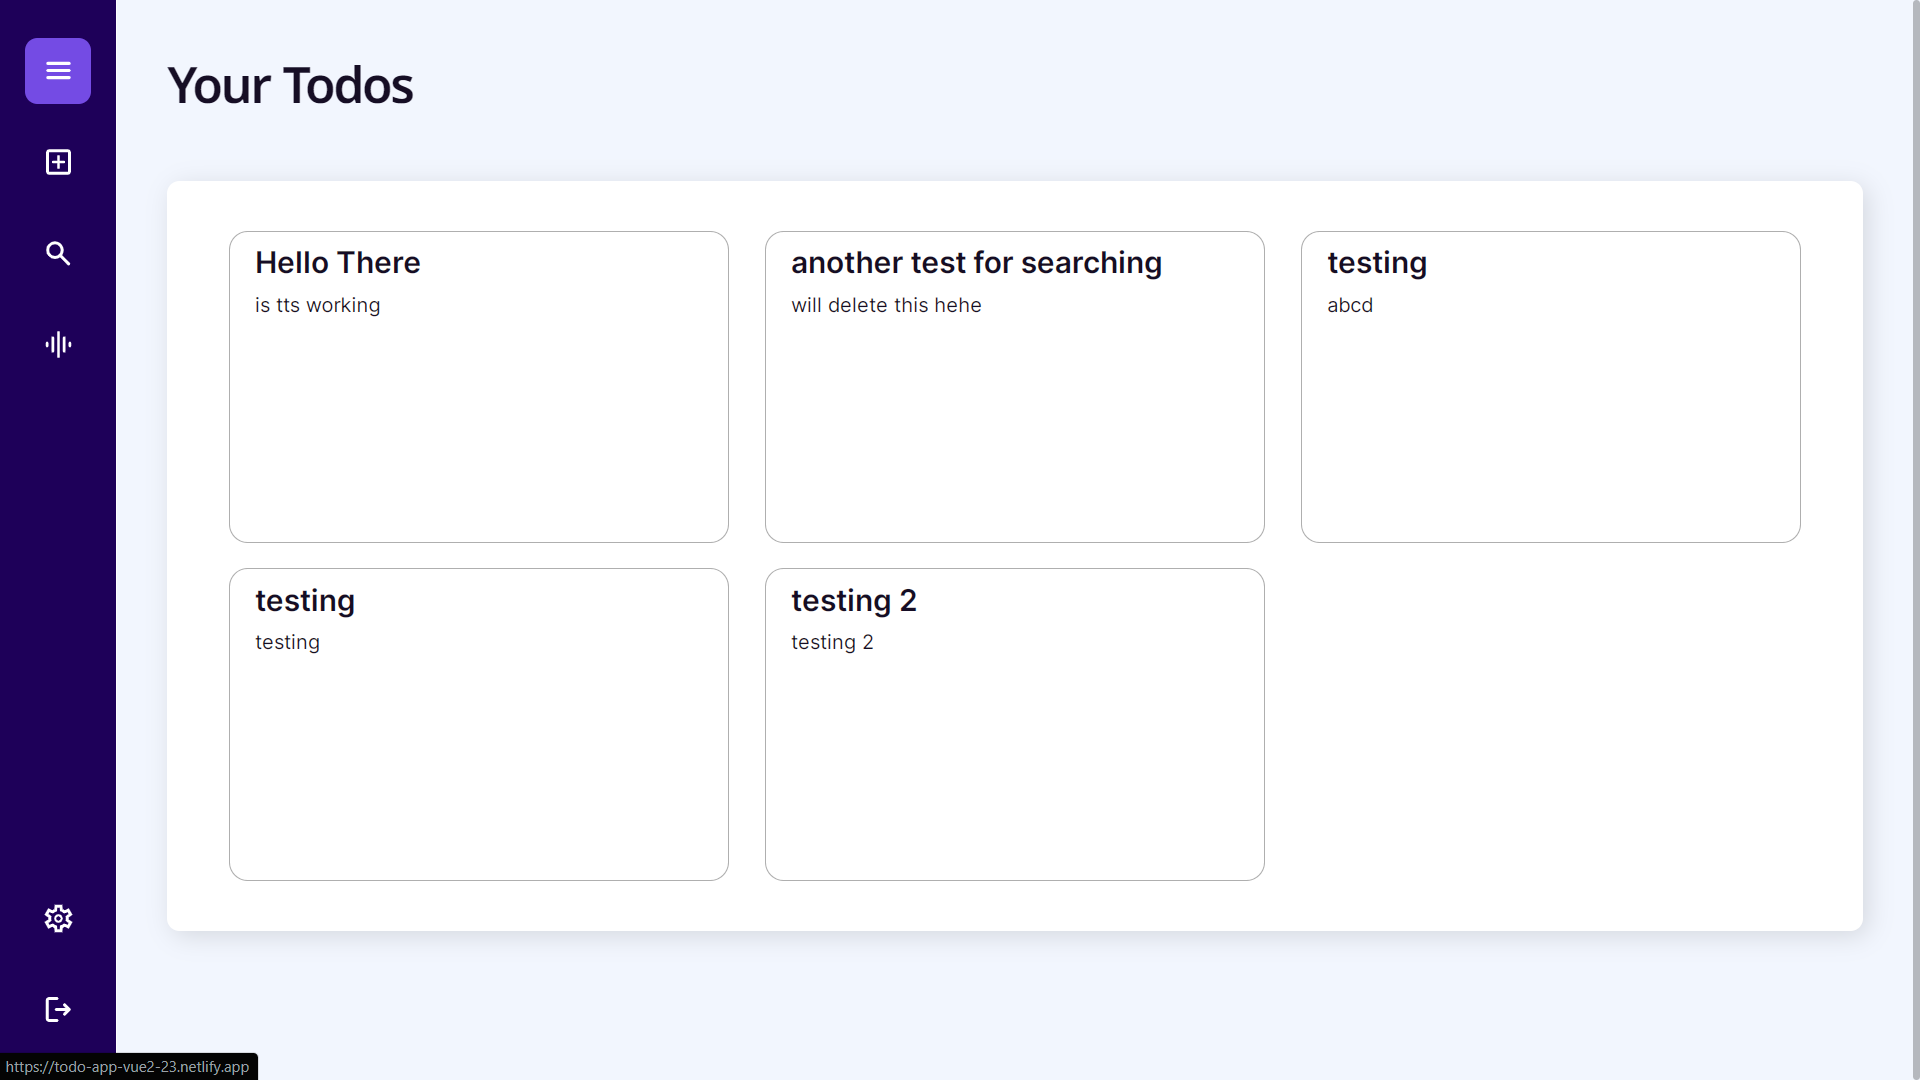 Your Todos
Hello There
is tts working
another test for searching
will delete this hehe
testing
abcd
testing
testing
testing 2
testing 2
https://todo-app-vue2-23.netlify.app